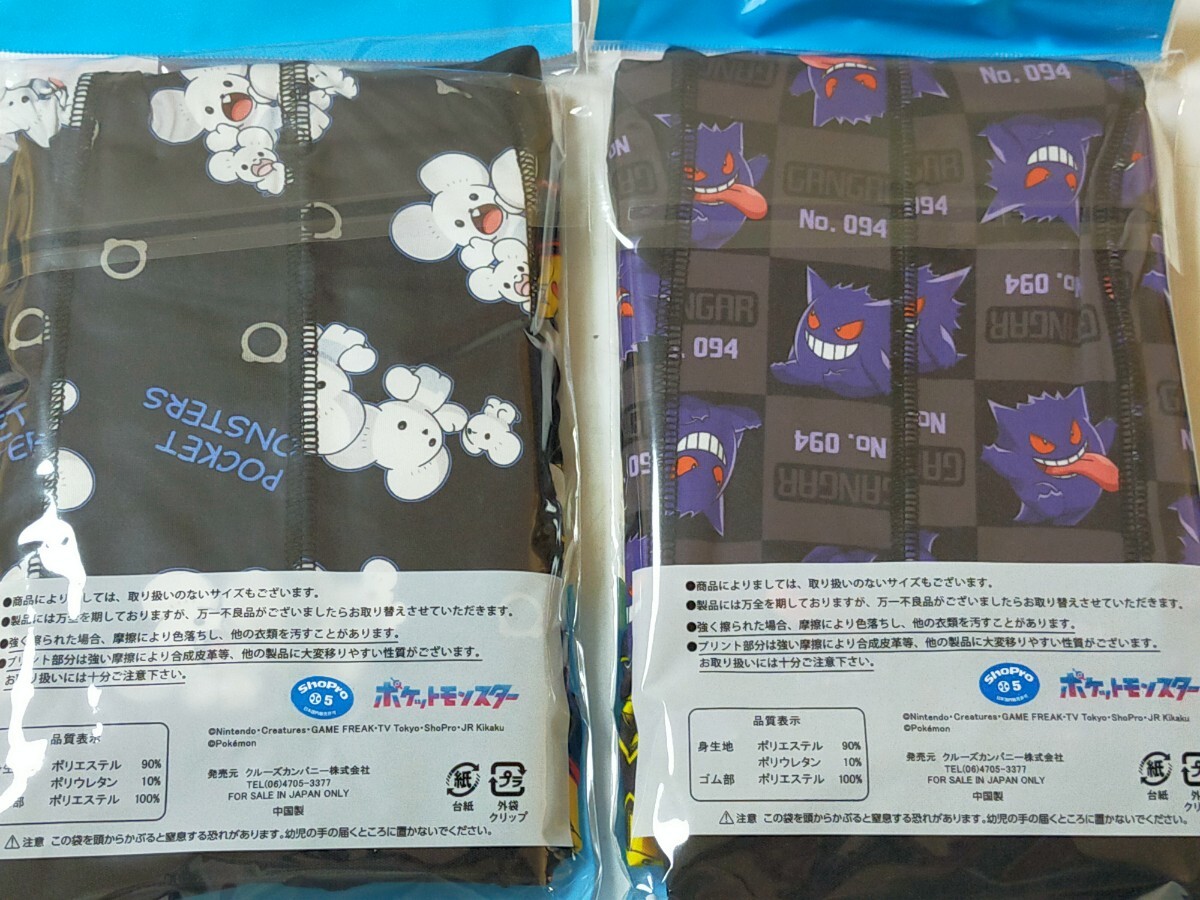 POCKET
MONSTERS
●商品によりましては、取り扱いのないサイズもございます。
●製品には万全を期しておりますが、万一不良品がございましたらお取り替えさせていただきます。
●強く擦られた場合、摩擦により色落ちし、他の衣類を汚すことがあります。
●プリント部分は強い摩擦により合成皮革等、他の製品に大変移りやすい性質がございます。
お取り扱いには十分ご注意下さい。
ShoPro
5
ポケットモンスター
品質表示
ポリエステル 90%
ポリウレタン 10%
部 ポリエステル 100%
©Nintendo・Creatures・GAME FREAK・TV Tokyo・ShoPro・JR Kikaku
©Pokémon
発売元 クルーズカンパニー株式会社
TEL(06)4705-3377
FOR SALE IN JAPAN ONLY
中国製
紙
台紙
プラ
外袋
クリップ
⚠注意 この袋を頭からかぶると窒息する恐れがあります。幼児の手の届くところに置かないでください。
GANGAR
No. 094
No.
GANGAR
No. 094
094
NGAR
. 094
No. 094
GANGAR
No. 094
GANGAR
No.
GA
●商品によりましては、取り扱いのないサイズもございます。
●製品には万全を期しておりますが、万一不良品がございましたらお取り替えさせていただきます。
●強く擦られた場合、摩擦により色落ちし、他の衣類を汚すことがあります。
●プリント部分は強い摩擦により合成皮革等、他の製品に大変移りやすい性質がございます。
お取り扱いには十分ご注意下さい。
ShoPro
5
ポケットモンスター
品質表示
身生地 ポリエステル 90%
ポリウレタン 10%
ゴム部 ポリエステル 100%
©Nintendo・Creatures・GAME FREAK・TV Tokyo・ShoPro・JR Kikaku
©Pokémon
発売元 クルーズカンパニー株式会社
TEL(06)4705-3377
FOR SALE IN JAPAN ONLY
中国製
紙
台紙
外
クリ
⚠注意 この袋を頭からかぶると窒息する恐れがあります。幼児の手の届くところに置かないでください。